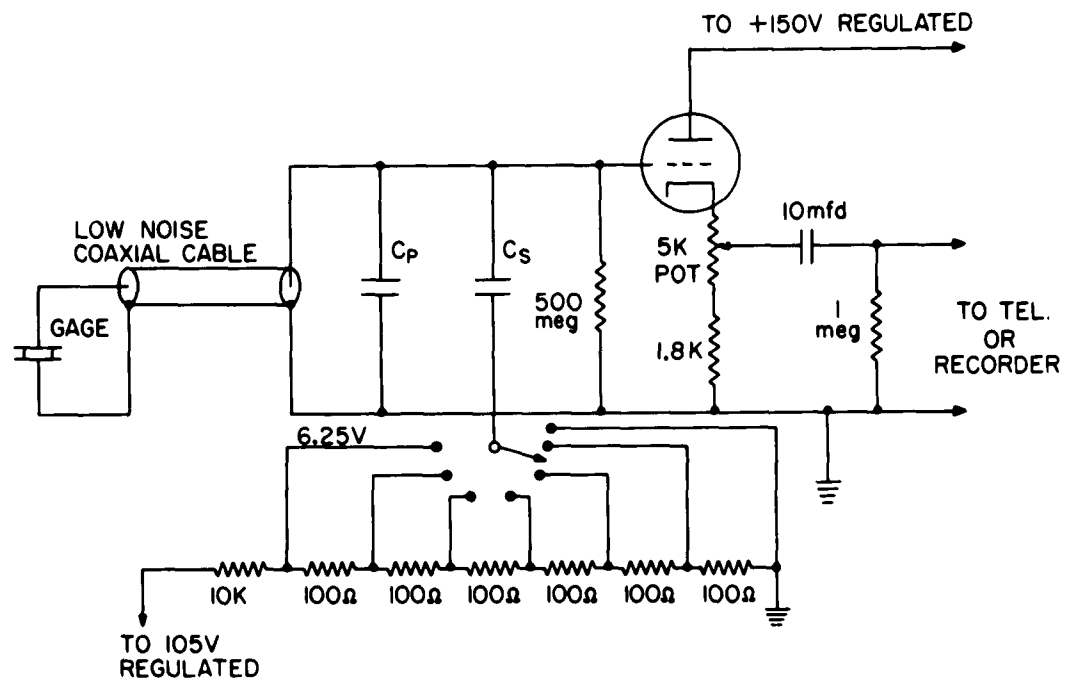 TO +150V REGULATED
LOW NOISE
COAXIAL CABLE
GAGE
CP
CS
500
meg
5K
POT
1.8K
10mfd
1
meg
TO TEL.
OR
RECORDER
6.25V
10K
100Ω
100Ω
100Ω
100Ω
100Ω
100Ω
TO 105V
REGULATED